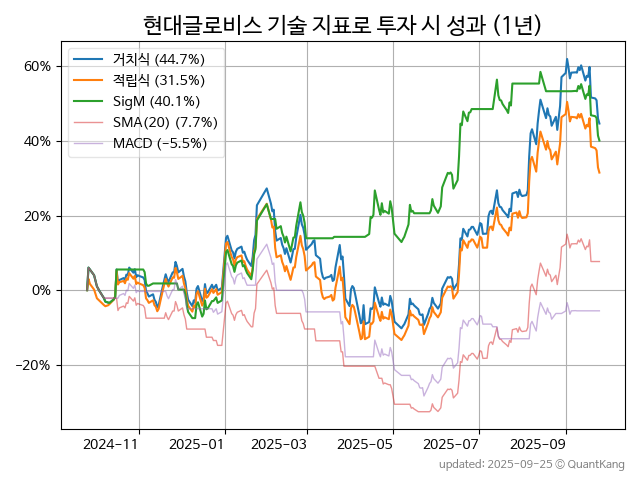 현대글로비스 기술 지표로 투자 시 성과 (1년)
거치식 (44.7%)
적립식 (31.5%)
SigM (40.1%)
SMA(20) (7.7%)
MACD (−5.5%)
60%
40%
20%
0%
−20%
2024-11 2025-01 2025-03 2025-05 2025-07 2025-09
updated: 2025-09-25 © QuantKang